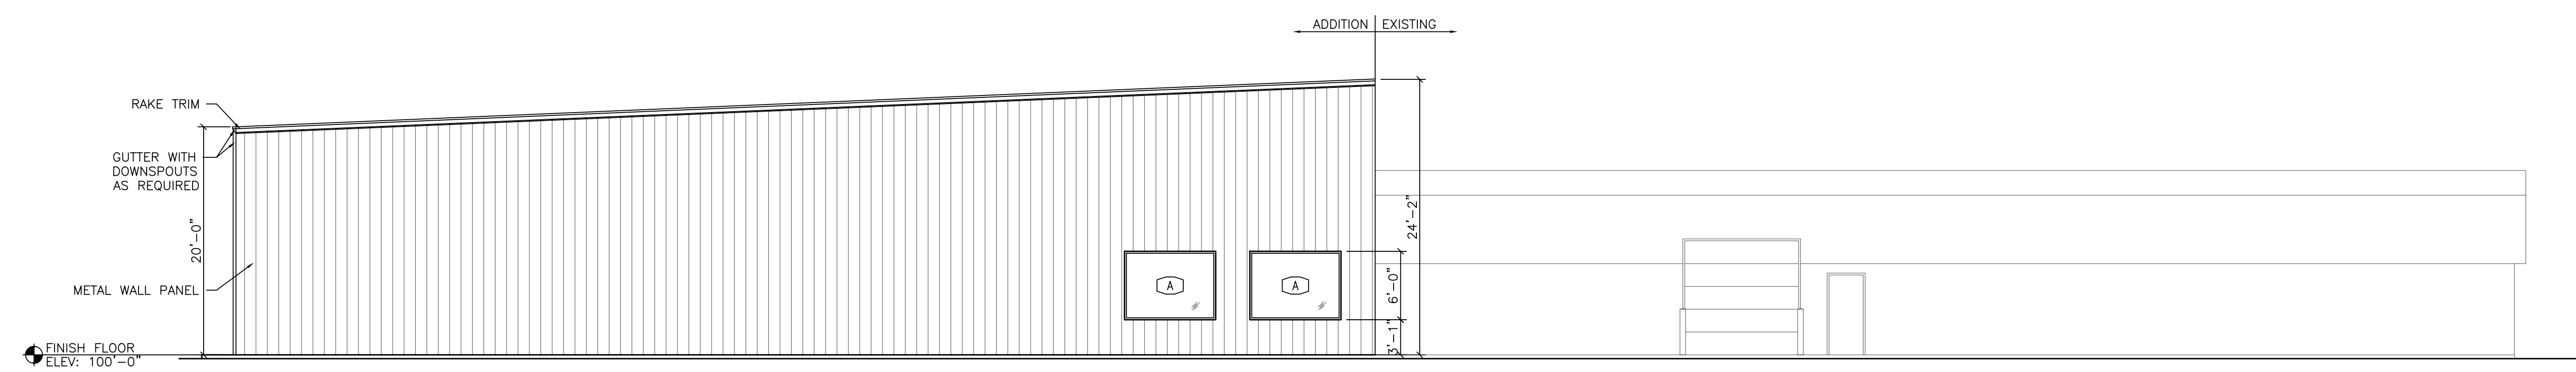 ADDITION
EXISTING
RAKE TRIM
GUTTER WITH
DOWNSPOUTS
AS REQUIRED
20'-0"
24'-2"
METAL WALL PANEL
A
A
6'-0"
3'-1"
FINISH FLOOR
ELEV: 100'-0"